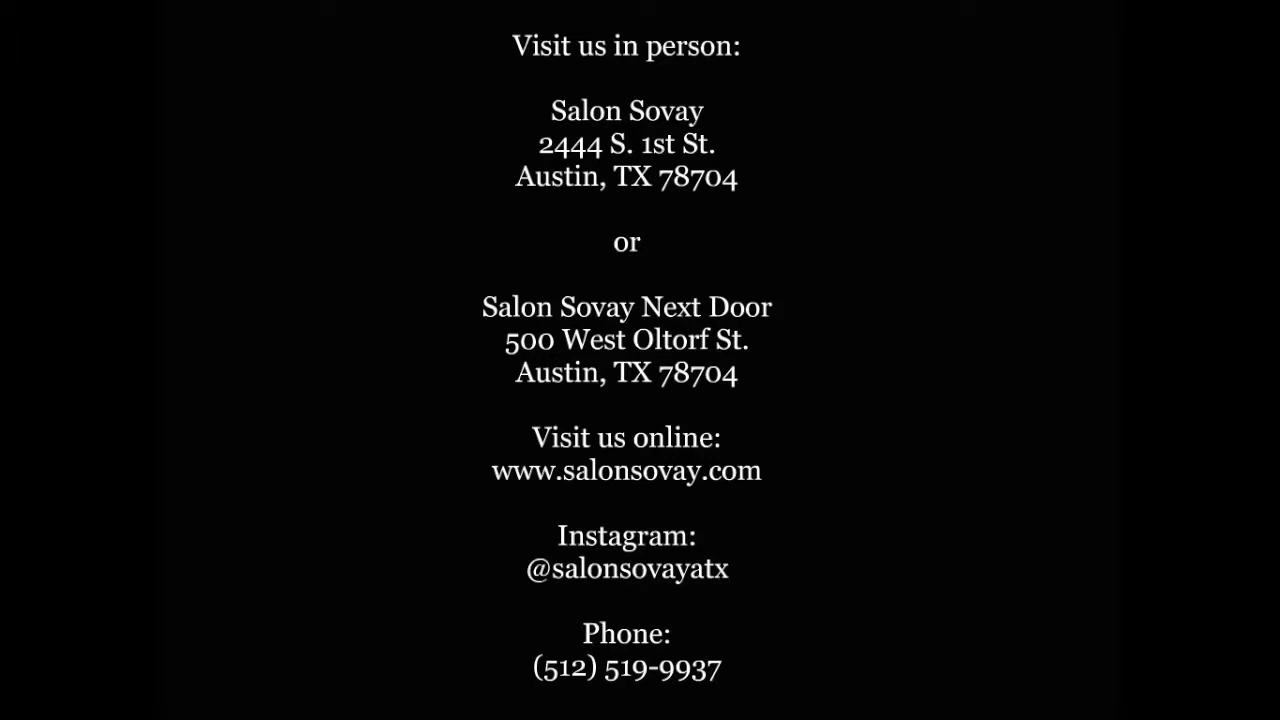 Visit us in person:
Salon Sovay
2444 S. 1st St.
Austin, TX 78704
or
Salon Sovay Next Door
500 West Oltorf St.
Austin, TX 78704
Visit us online:
www.salonsovay.com
Instagram:
@salonsovayatx
Phone:
(512) 519-9937